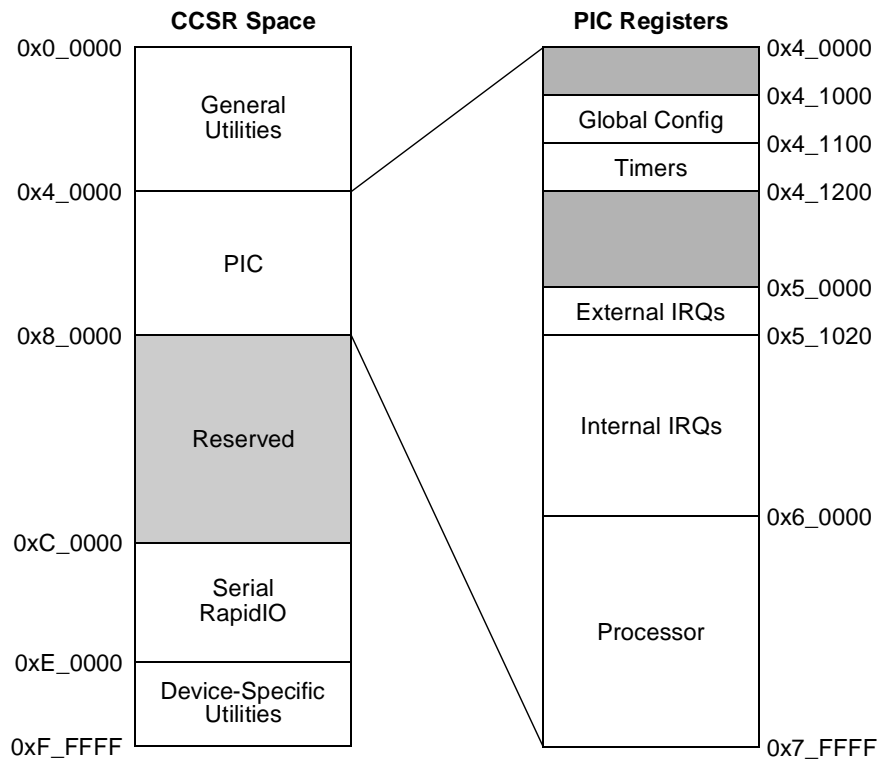 CCSR Space
0x0_0000
General
Utilities
0x4_0000
PIC
0x8_0000
Reserved
0xC_0000
Serial
RapidIO
0xE_0000
Device-Specific
Utilities
0xF_FFFF
PIC Registers
0x4_0000
0x4_1000
Global Config
0x4_1100
Timers
0x4_1200
0x5_0000
External IRQs
0x5_1020
Internal IRQs
0x6_0000
Processor
0x7_FFFF